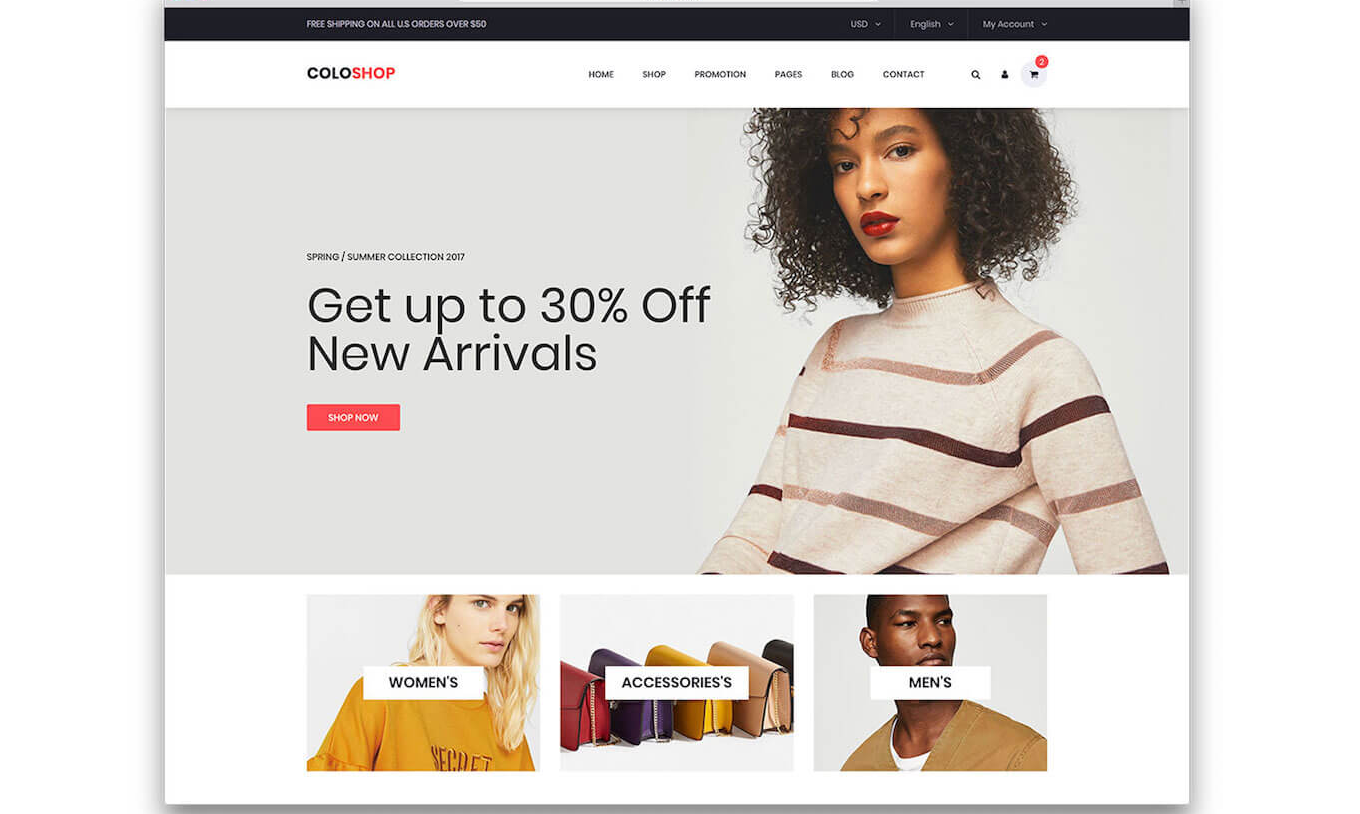 FREE SHIPPING ON ALL U.S ORDERS OVER $50
USD
English
My Account
COLOSHOP
HOME
SHOP
PROMOTION
PAGES
BLOG
CONTACT
2
SPRING / SUMMER COLLECTION 2017
Get up to 30% Off
New Arrivals
SHOP NOW
WOMEN'S
ACCESSORIES'S
MEN'S
SECRET